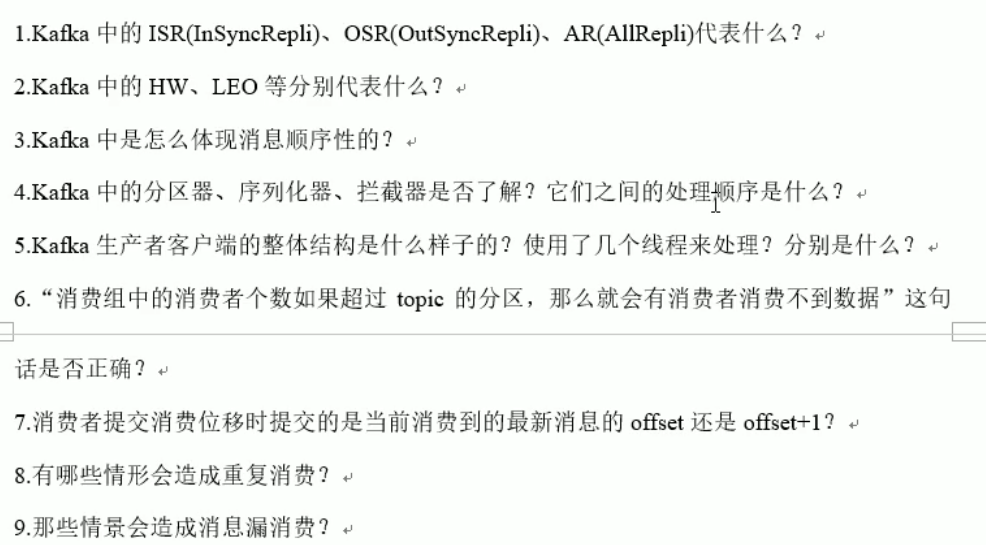 1.Kafka 中的 ISR(InSyncRepli)、OSR(OutSyncRepli)、AR(AllRepli)代表什么?
2.Kafka 中的 HW、LEO 等分别代表什么?
3.Kafka 中是怎么体现消息顺序性的?
4.Kafka 中的分区器、序列化器、拦截器是否了解?它们之间的处理顺序是什么?
5.Kafka 生产者客户端的整体结构是什么样子的?使用了几个线程来处理?分别是什么?
6.“消费组中的消费者个数如果超过 topic 的分区,那么就会有消费者消费不到数据”这句
话是否正确?
7.消费者提交消费位移时提交的是当前消费到的最新消息的 offset 还是 offset+1?
8.有哪些情形会造成重复消费?
9.那些情景会造成消息漏消费?